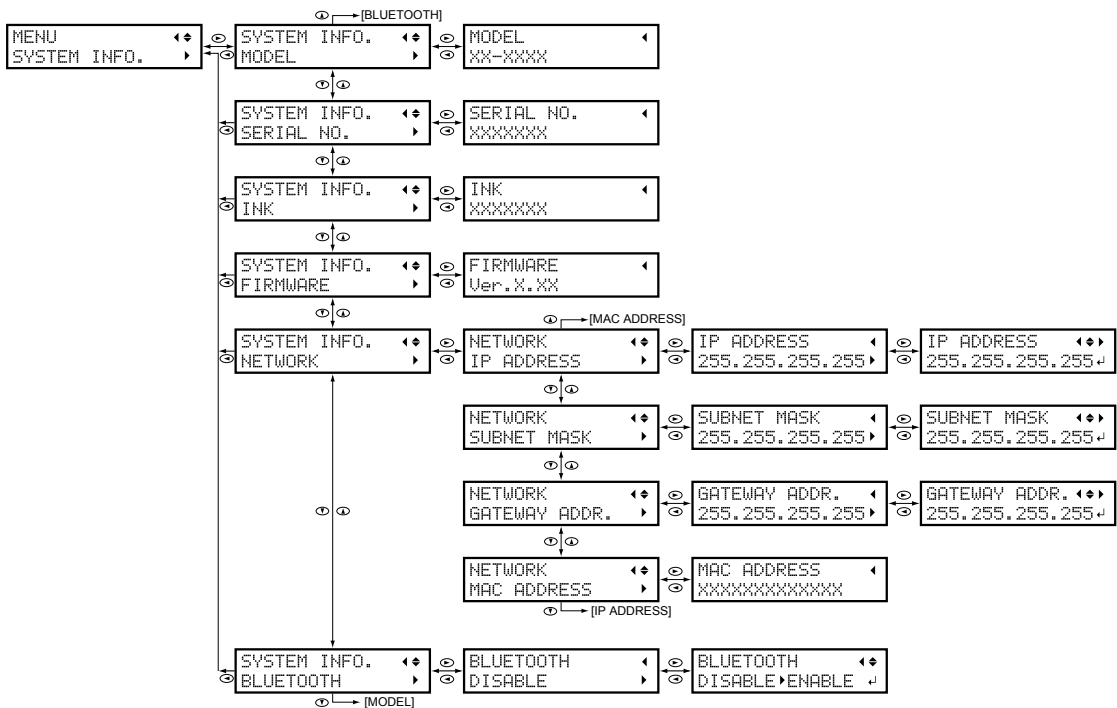 [BLUETOOTH]
MENU
SYSTEM INFO.
SYSTEM INFO.
MODEL
MODEL
XX-XXXX
SYSTEM INFO.
SERIAL NO.
SERIAL NO.
XXXXXXX
SYSTEM INFO.
INK
INK
XXXXXXX
SYSTEM INFO.
FIRMWARE
FIRMWARE
Ver.X.XX
[MAC ADDRESS]
SYSTEM INFO.
NETWORK
NETWORK
IP ADDRESS
IP ADDRESS
255.255.255.255
IP ADDRESS
255.255.255.255
NETWORK
SUBNET MASK
SUBNET MASK
255.255.255.255
SUBNET MASK
255.255.255.255
NETWORK
GATEWAY ADDR.
GATEWAY ADDR.
255.255.255.255
GATEWAY ADDR.
255.255.255.255
NETWORK
MAC ADDRESS
MAC ADDRESS
XXXXXXXXXXXXX
[IP ADDRESS]
SYSTEM INFO.
BLUETOOTH
BLUETOOTH
DISABLE
BLUETOOTH
DISABLE ENABLE
[MODEL]